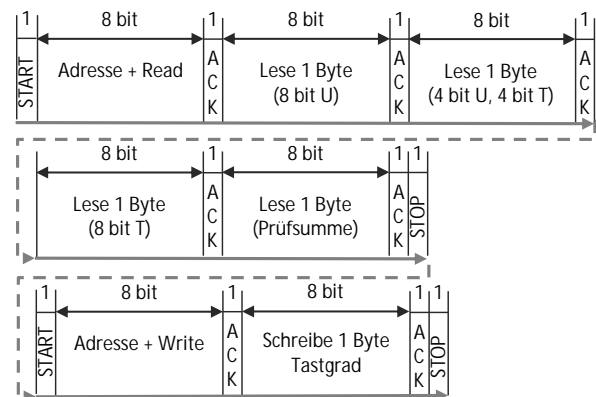 1 8 bit 1 8 bit 1 8 bit 1
START Adresse + Read ACK Lese 1 Byte (8 bit U) ACK Lese 1 Byte (4 bit U, 4 bit T) ACK
8 bit 1 8 bit 1 1
Lese 1 Byte (8 bit T) ACK Lese 1 Byte (Prüfsumme) ACK STOP
1 8 bit 1 8 bit 1 1
START Adresse + Write ACK Schreibe 1 Byte Tastgrad ACK STOP